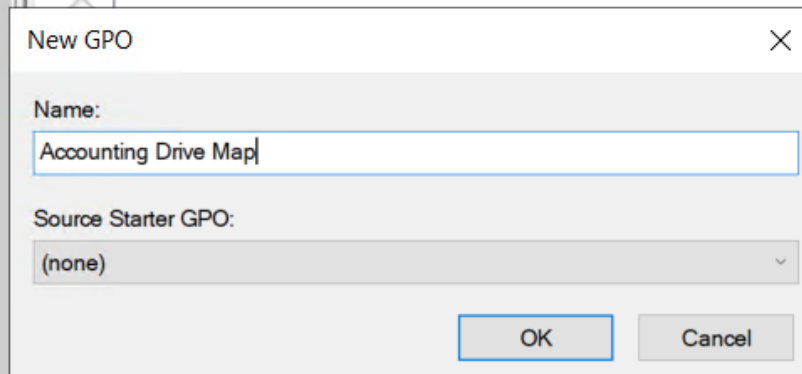 New GPO
Name:
Accounting Drive Map
Source Starter GPO:
(none)
OK Cancel